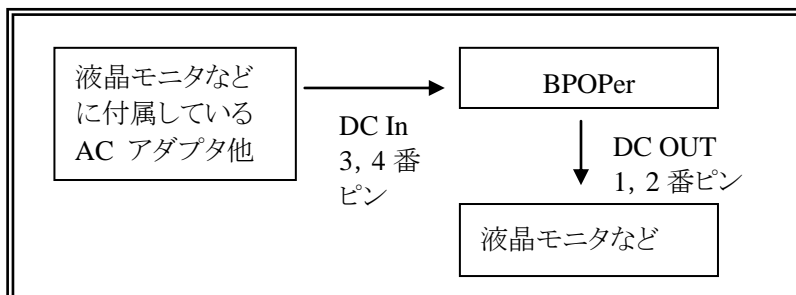 液晶モニタなど
に付属している
AC アダプタ他
DC In
3, 4 番
ピン
BPOPer
DC OUT
1, 2 番ピン
液晶モニタなど